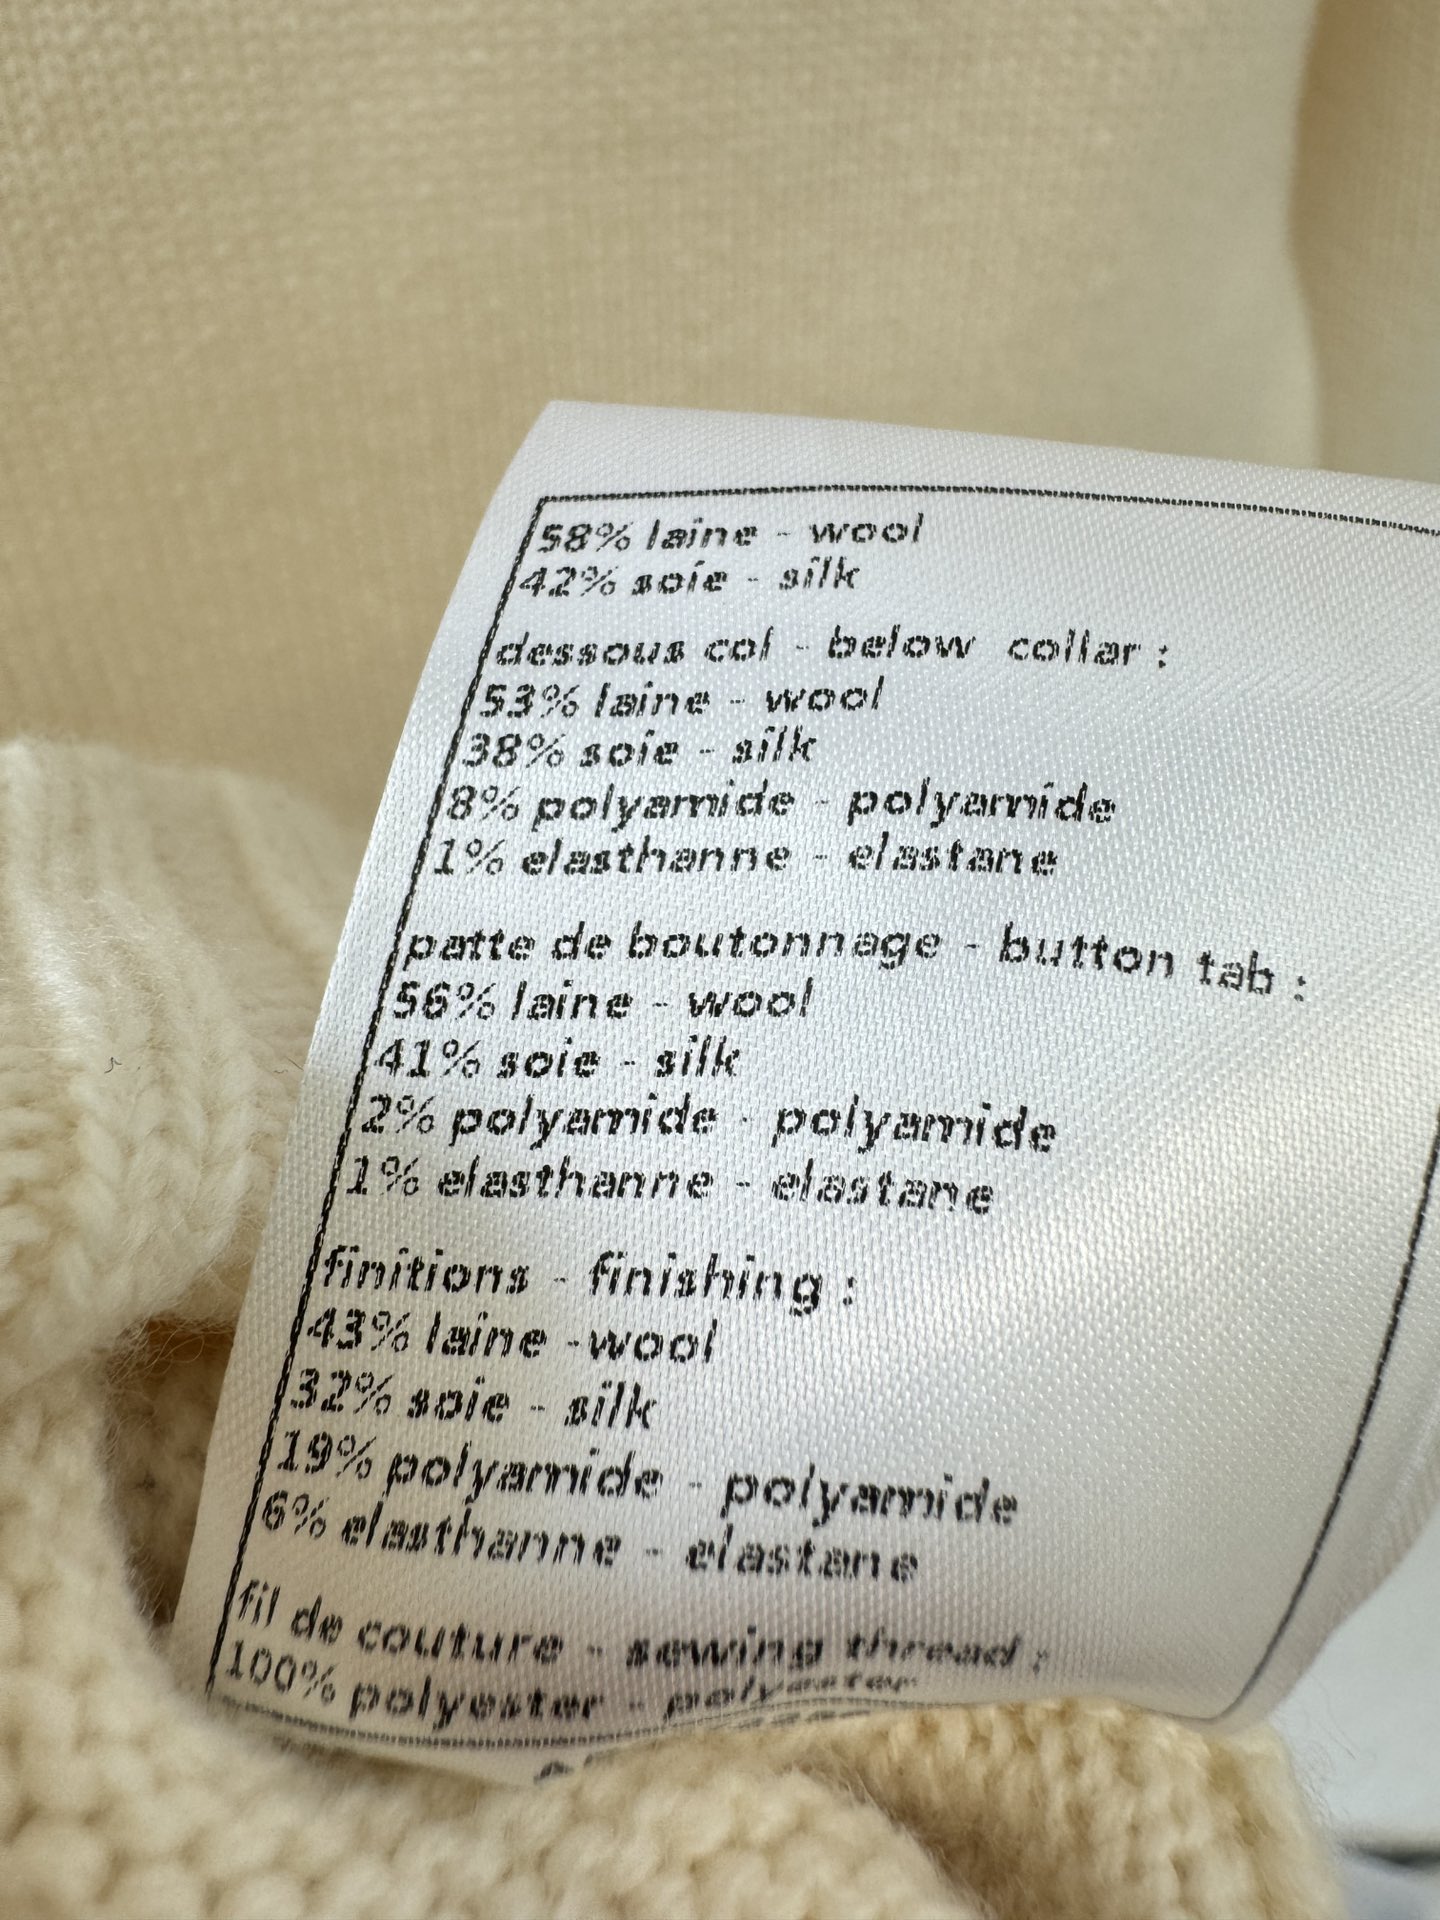 58% laine - wool
42% soie - silk
dessous col - below collar :
53% laine - wool
38% soie - silk
8% polyamide - polyamide
1% elasthanne - elastane
patte de boutonnage - button tab :
56% laine - wool
41% soie - silk
2% polyamide - polyamide
1% elasthanne - elastane
finitions - finishing :
43% laine -wool
32% soie - silk
19% polyamide - polyamide
6% elasthanne - elastane
fil de couture - sewing thread :
100% polyester - polyester